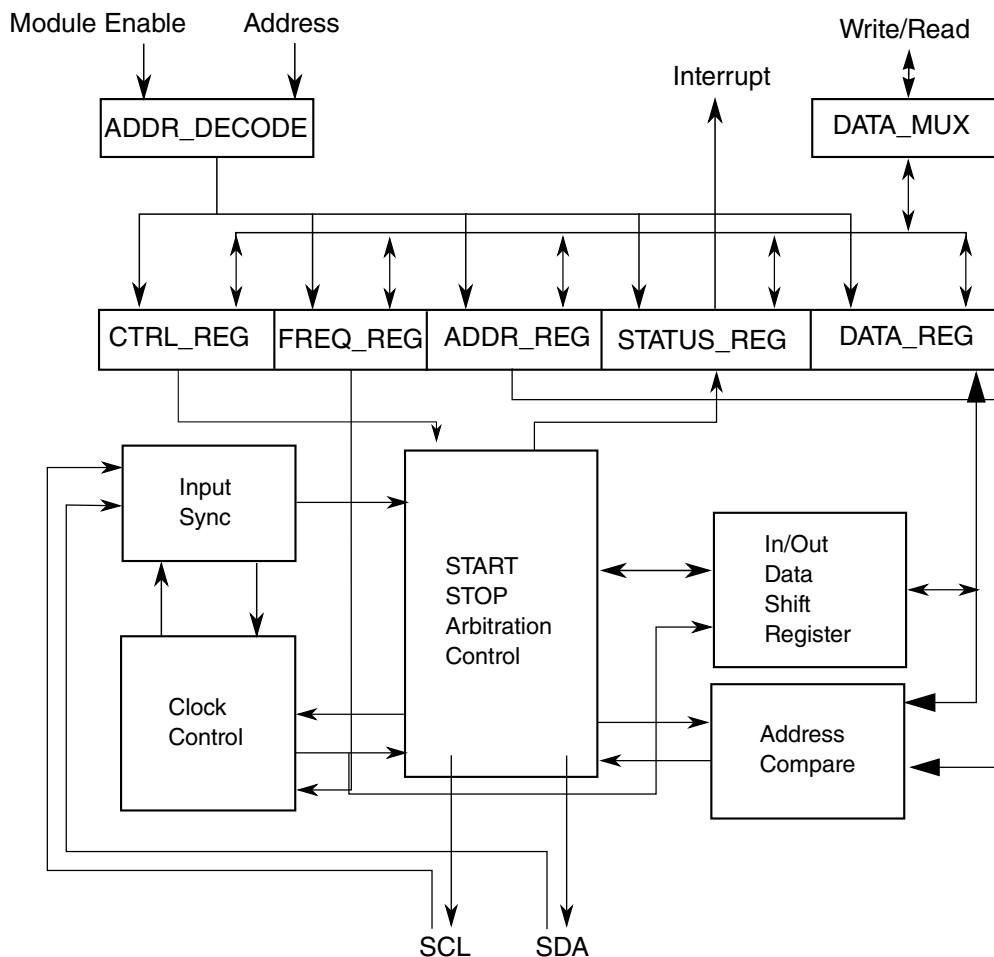 Module Enable
Address
Write/Read
Interrupt
ADDR_DECODE
DATA_MUX
CTRL_REG
FREQ_REG
ADDR_REG
STATUS_REG
DATA_REG
Input
Sync
START
STOP
Arbitration
Control
In/Out
Data
Shift
Register
Clock
Control
Address
Compare
SCL
SDA